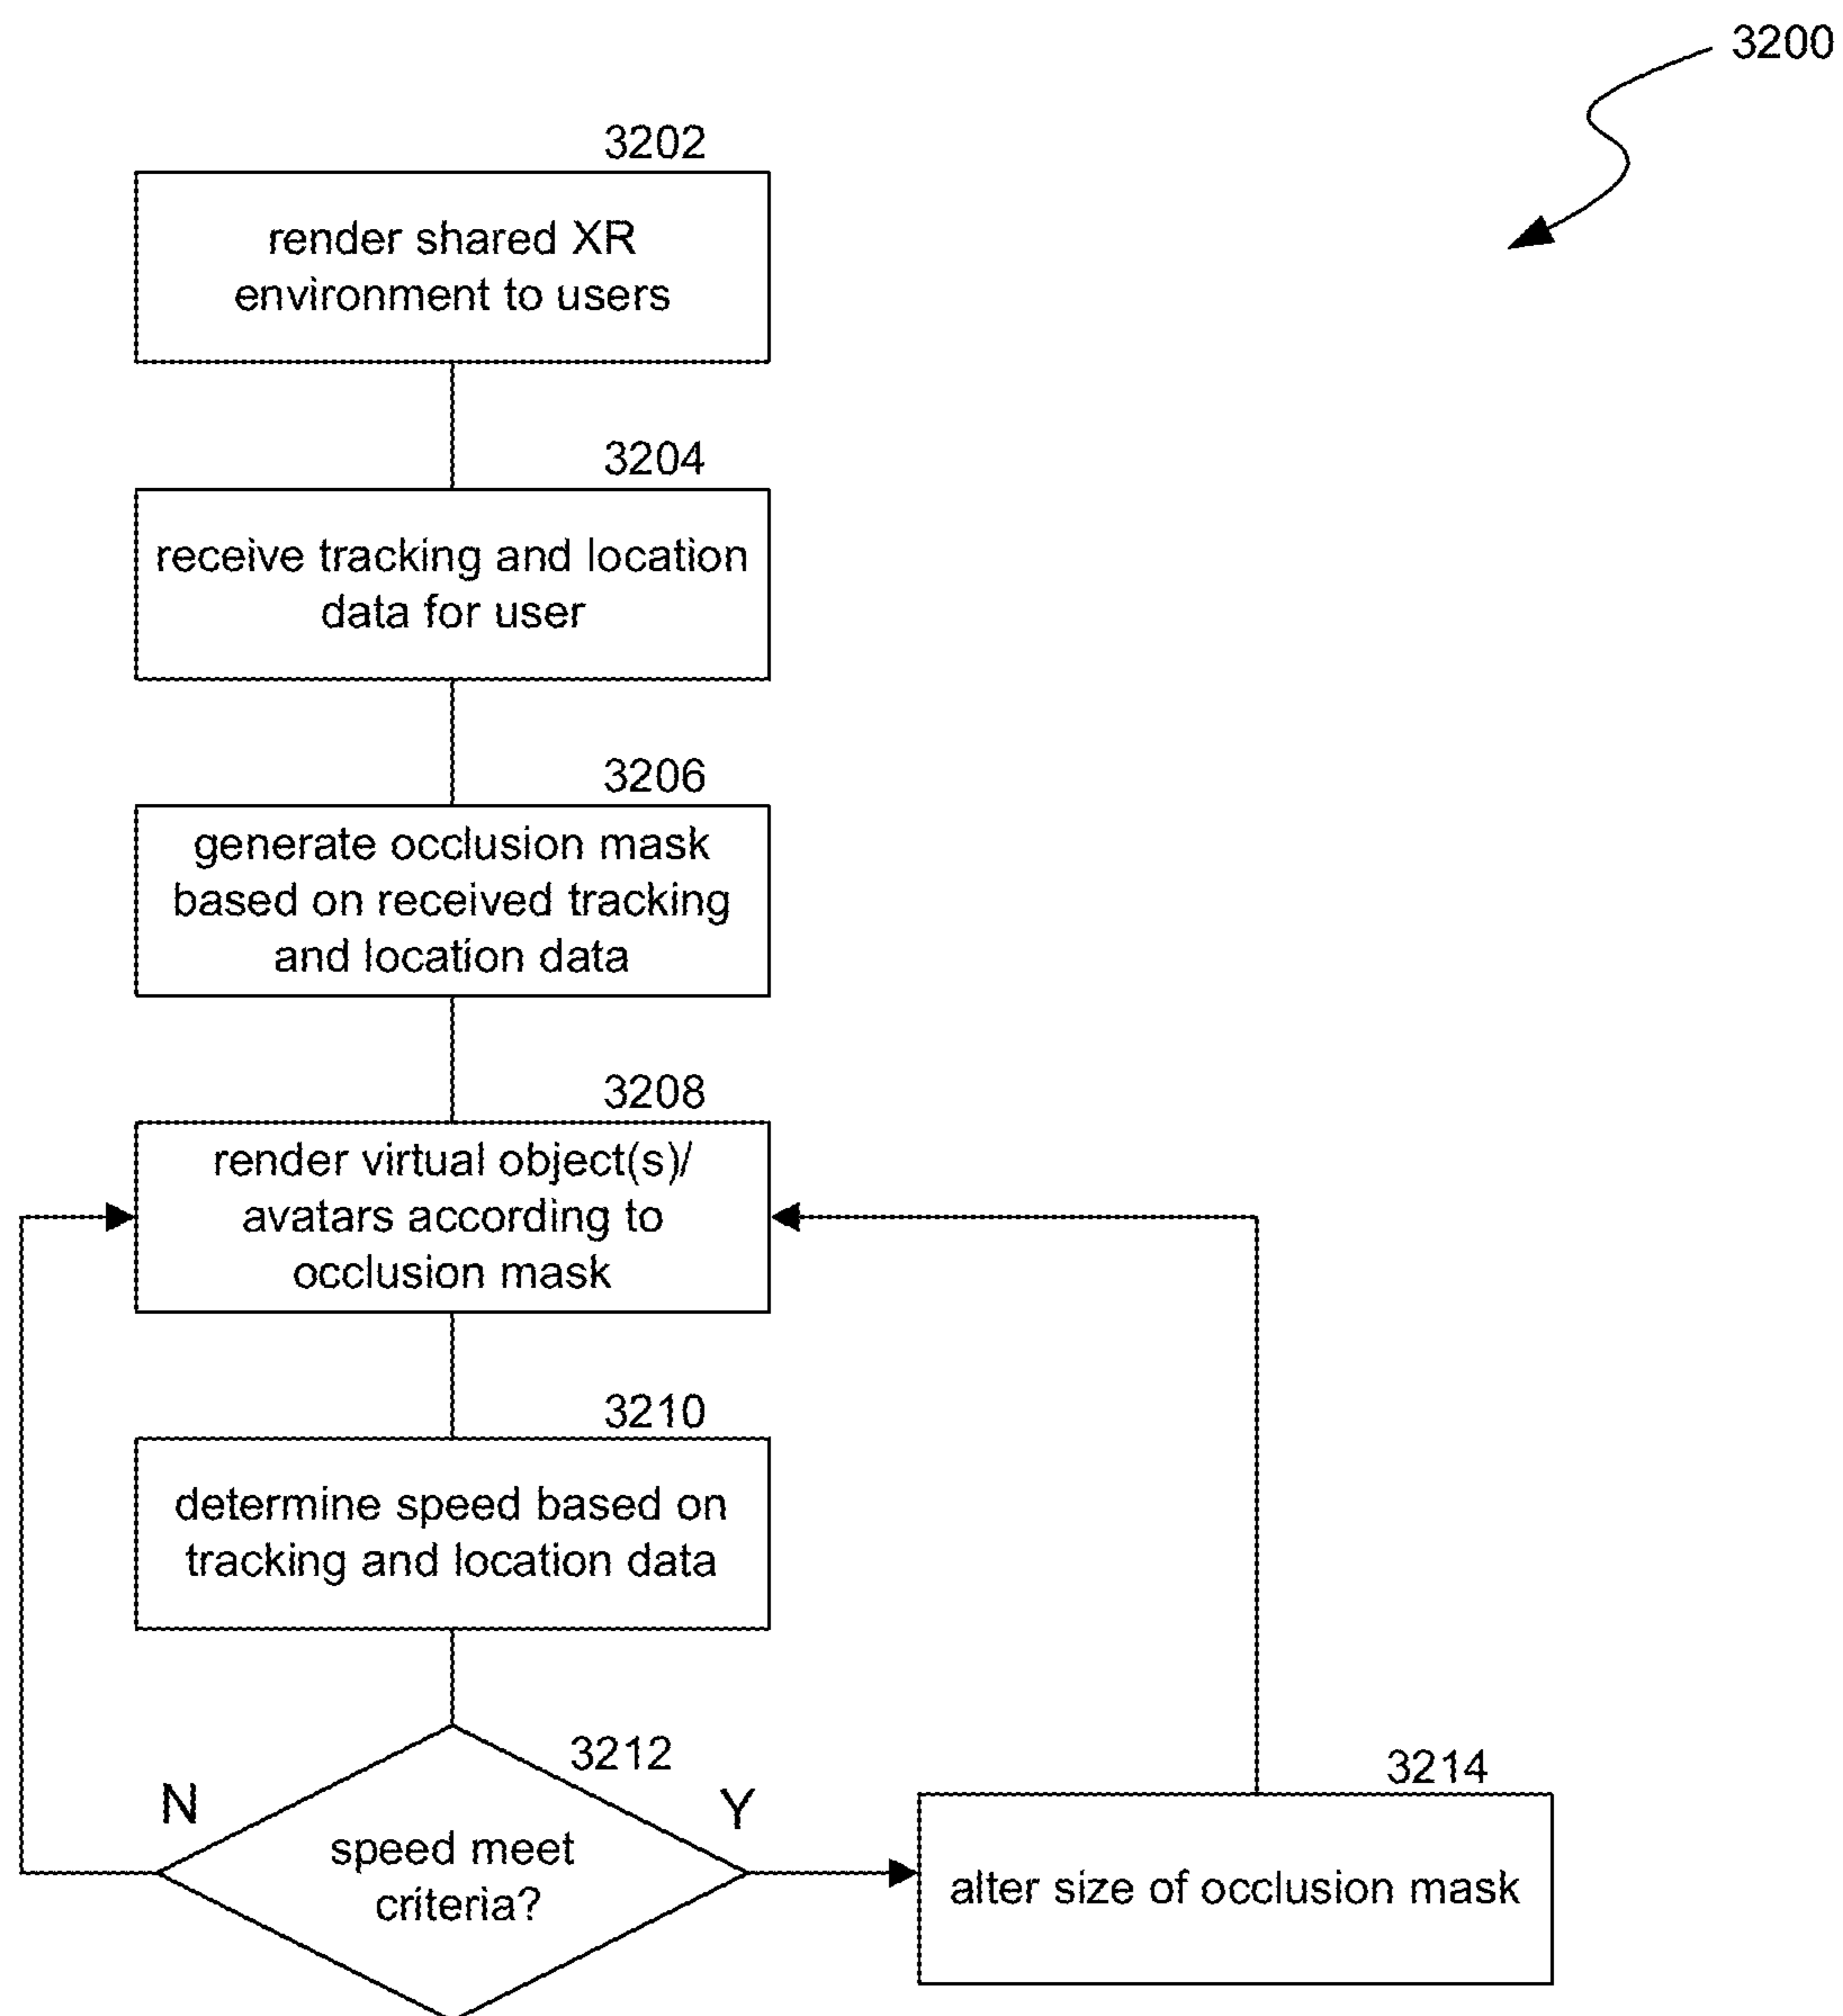 3200
3202
render shared XR
environment to users
3204
receive tracking and location
data for user
3206
generate occlusion mask
based on received tracking
and location data
3208
render virtual object(s)/
avatars according to
occlusion mask
3210
determine speed based on
tracking and location data
3212
N
Y
speed meet
criteria?
3214
alter size of occlusion mask